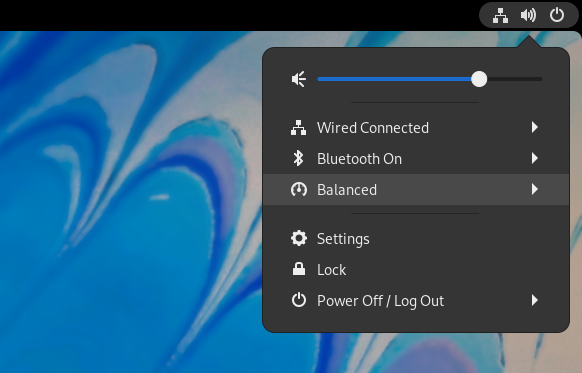 Wired Connected
Bluetooth On
Balanced
Settings
Lock
Power Off / Log Out